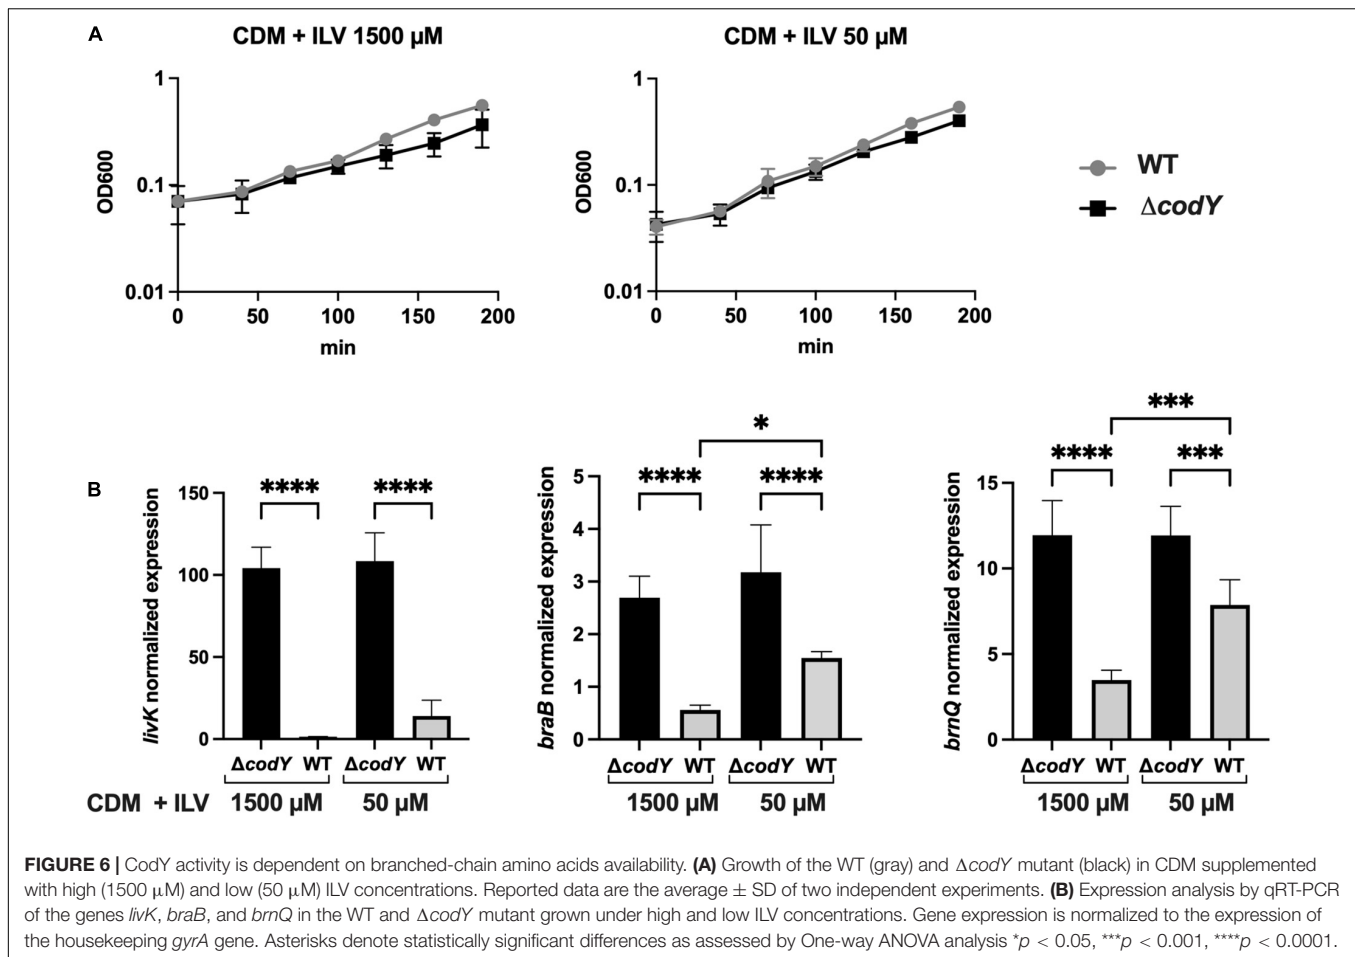 A
CDM + ILV 1500 µM
CDM + ILV 50 µM
1
0.1
0.01
OD600
0 50 100 150 200
min
1
0.1
0.01
OD600
0 50 100 150 200
min
WT
ΔcodY
B
livK normalized expression
150
100
50
0
**** ****
ΔcodY WT ΔcodY WT
CDM + ILV 1500 µM 50 µM
braB normalized expression
5
4
3
2
1
0
*
**** ****
ΔcodY WT ΔcodY WT
1500 µM 50 µM
brnQ normalized expression
15
10
5
0
***
**** ***
ΔcodY WT ΔcodY WT
1500 µM 50 µM
FIGURE 6 | CodY activity is dependent on branched-chain amino acids availability. (A) Growth of the WT (gray) and ΔcodY mutant (black) in CDM supplemented
with high (1500 µM) and low (50 µM) ILV concentrations. Reported data are the average ± SD of two independent experiments. (B) Expression analysis by qRT-PCR
of the genes livK, braB, and brnQ in the WT and ΔcodY mutant grown under high and low ILV concentrations. Gene expression is normalized to the expression of
the housekeeping gyrA gene. Asterisks denote statistically significant differences as assessed by One-way ANOVA analysis *p < 0.05, ***p < 0.001, ****p < 0.0001.